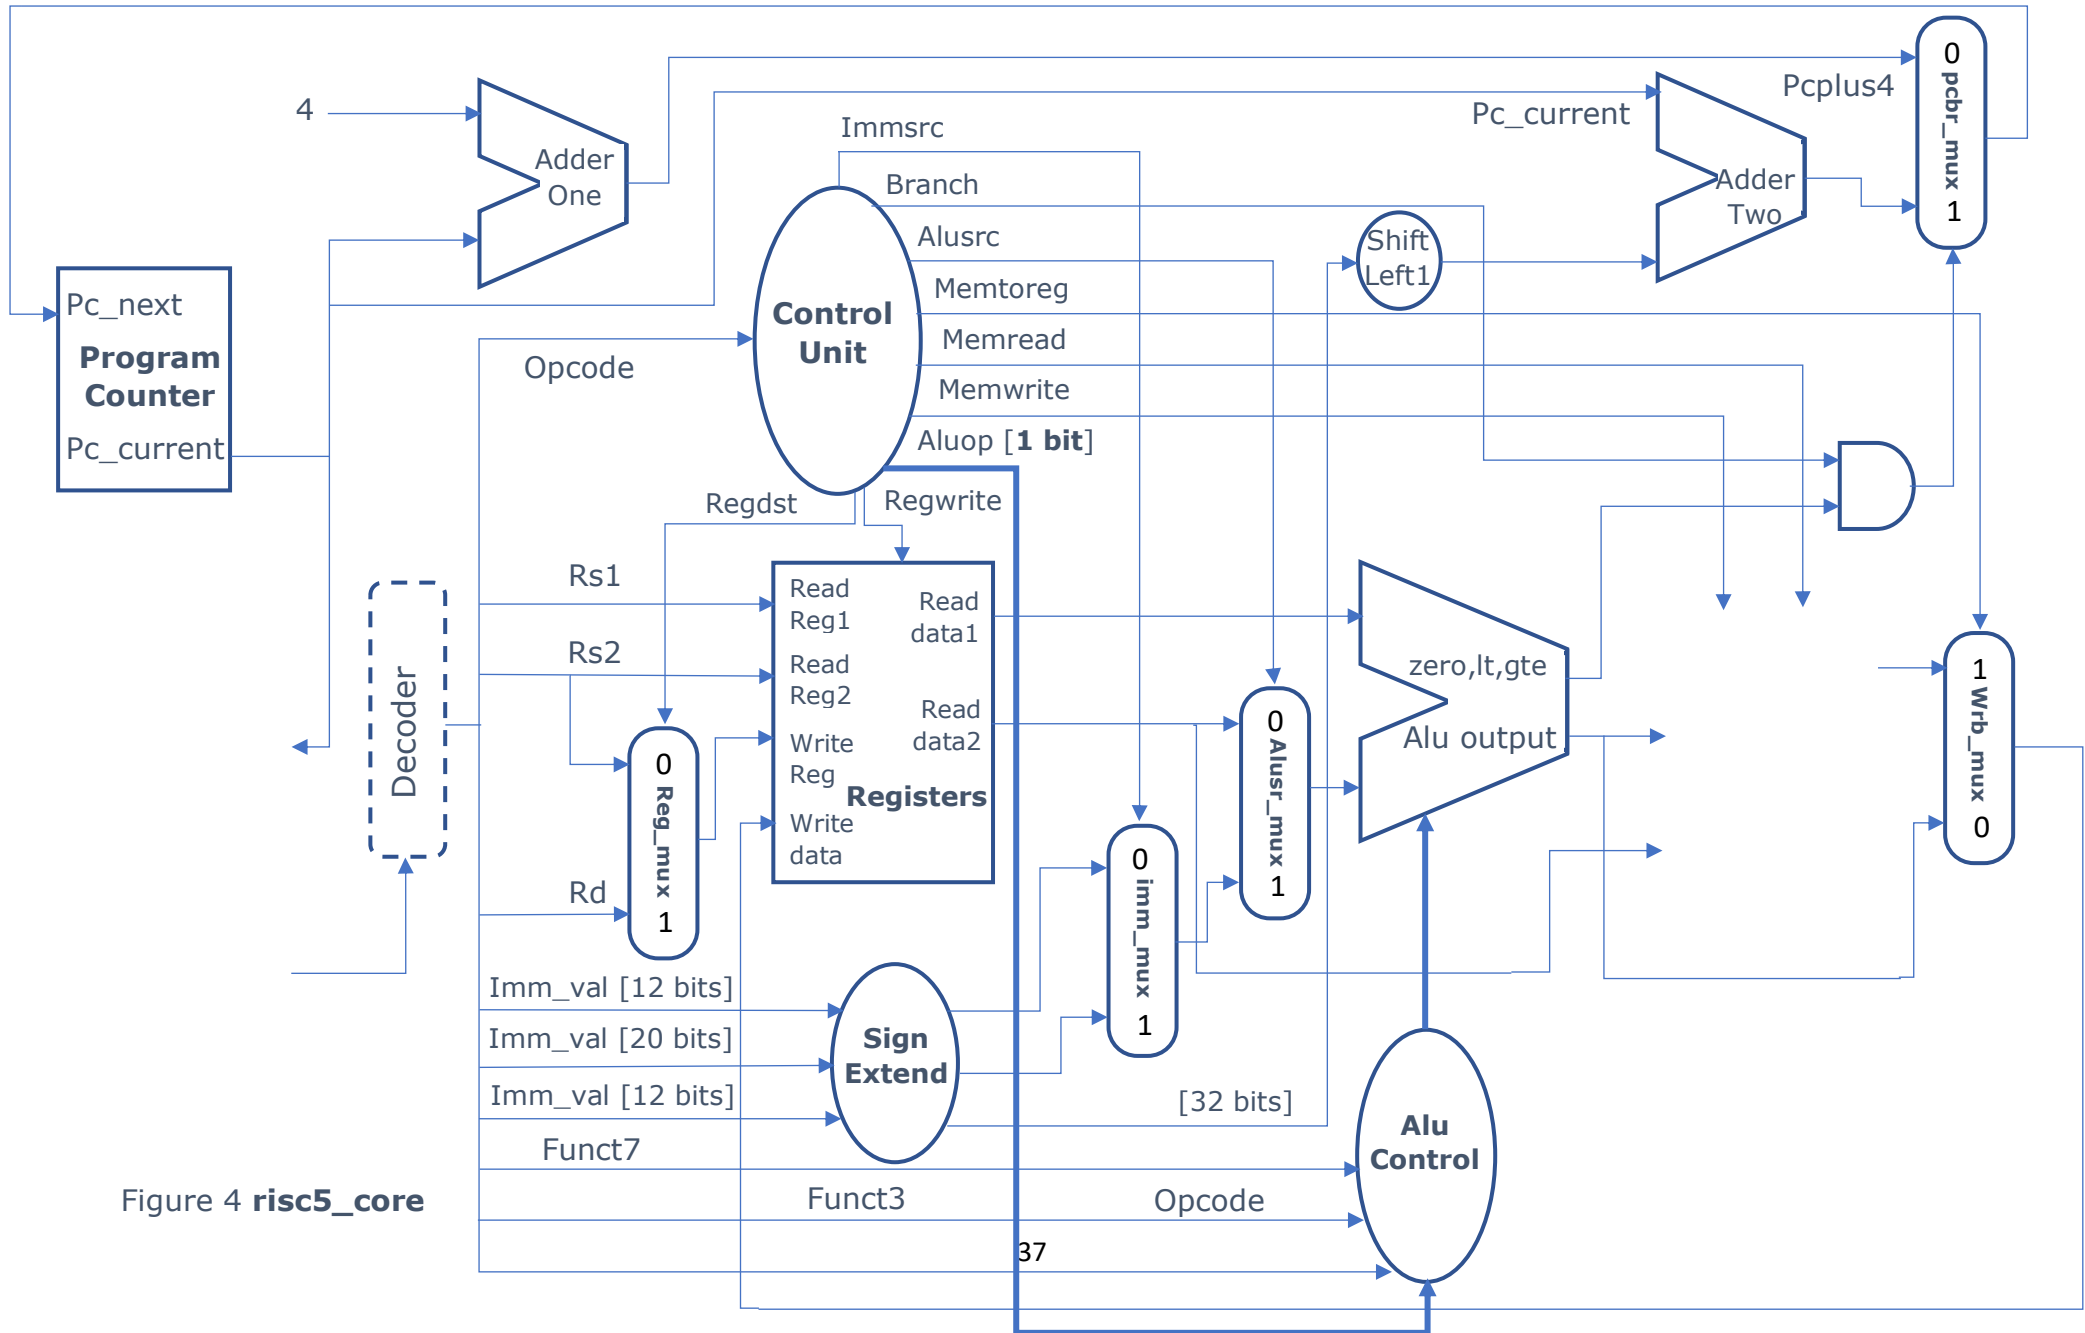 4
Adder
One
Immsrc
Branch
Alusrc
Memtoreg
Memread
Memwrite
Aluop [1 bit]
Control
Unit
Opcode
Regdst
Regwrite
Pc_next
Program
Counter
Pc_current
Pc_current
Pcplus4
Adder
Two
Shift
Left1
0
pcbr_mux
1
Decoder
Rs1
Rs2
Rd
0
Reg_mux
1
Read
Reg1
Read
Reg2
Write
Reg
Write
data
Read
data1
Read
data2
Registers
0
Alusr_mux
1
0
imm_mux
1
zero,lt,gte
Alu output
1
Wrb_mux
0
Imm_val [12 bits]
Imm_val [20 bits]
Imm_val [12 bits]
Sign
Extend
[32 bits]
Funct7
Funct3
Opcode
Alu
Control
Figure 4 risc5_core
37